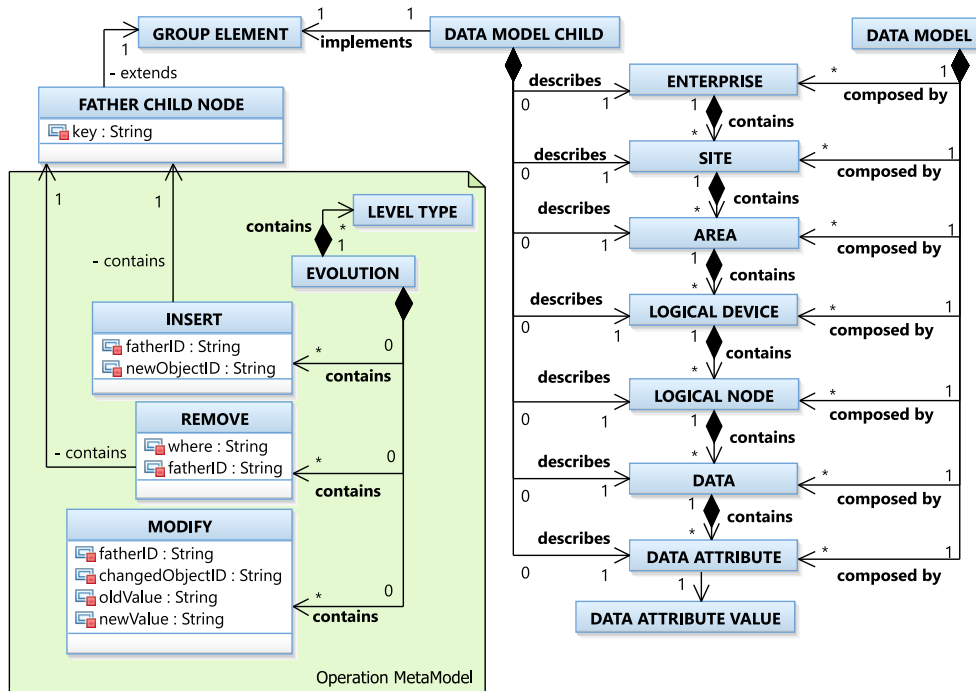 1
1
GROUP ELEMENT
implements
DATA MODEL CHILD
DATA MODEL
1
- extends
FATHER CHILD NODE
key : String
1
1
- contains
- contains
contains
*
1
LEVEL TYPE
EVOLUTION
INSERT
fatherID : String
newObjectID : String
*
0
contains
REMOVE
where : String
fatherID : String
*
0
contains
MODIFY
fatherID : String
changedObjectID : String
oldValue : String
newValue : String
*
0
contains
Operation MetaModel
describes
0
1
ENTERPRISE
*
1
composed by
1
contains
*
describes
0
1
SITE
*
1
composed by
1
contains
*
describes
0
1
AREA
*
1
composed by
1
contains
*
describes
0
1
LOGICAL DEVICE
*
1
composed by
1
contains
*
describes
0
1
LOGICAL NODE
*
1
composed by
1
contains
*
describes
0
1
DATA
*
1
composed by
1
contains
*
describes
0
1
DATA ATTRIBUTE
*
1
composed by
1
DATA ATTRIBUTE VALUE